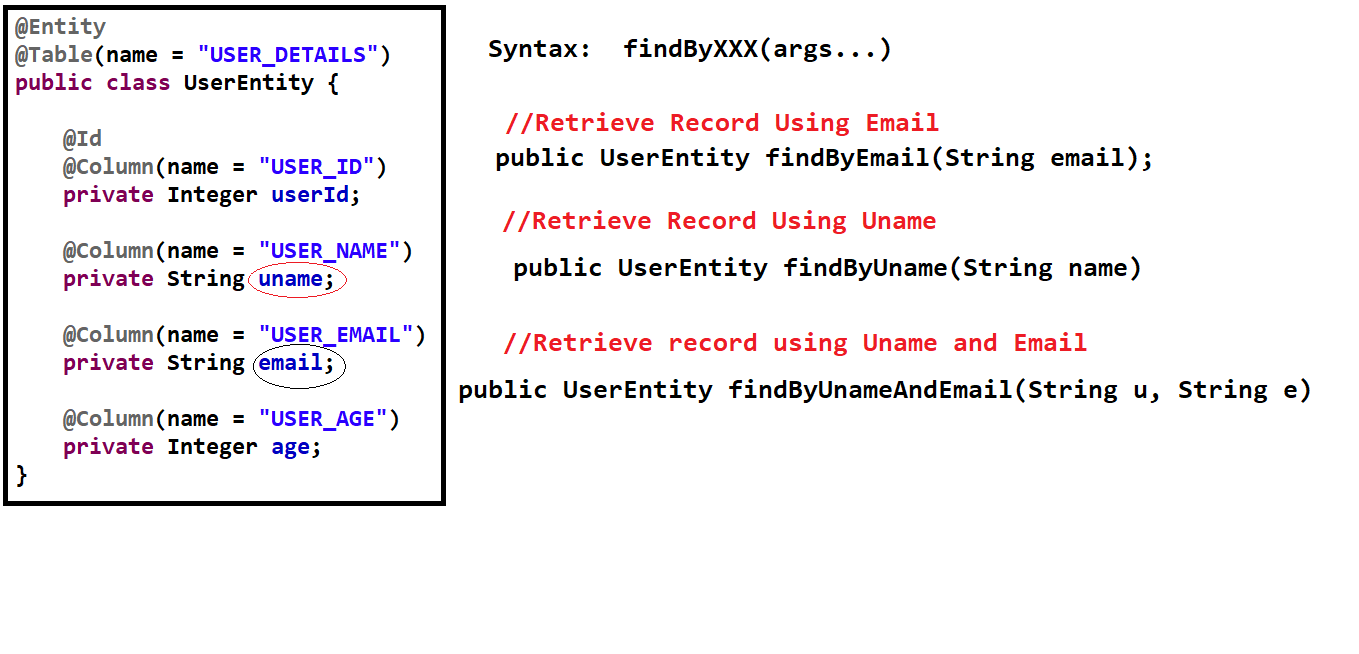 @Entity
@Table(name = "USER_DETAILS")
public class UserEntity {
@Id
@Column(name = "USER_ID")
private Integer userId;
@Column(name = "USER_NAME")
private String uname;
@Column(name = "USER_EMAIL")
private String email;
@Column(name = "USER_AGE")
private Integer age;
}
Syntax:  findByXXX(args...)
//Retrieve Record Using Email
public UserEntity findByEmail(String email);
//Retrieve Record Using Uname
public UserEntity findByUname(String name)
//Retrieve record using Uname and Email
public UserEntity findByUnameAndEmail(String u, String e)